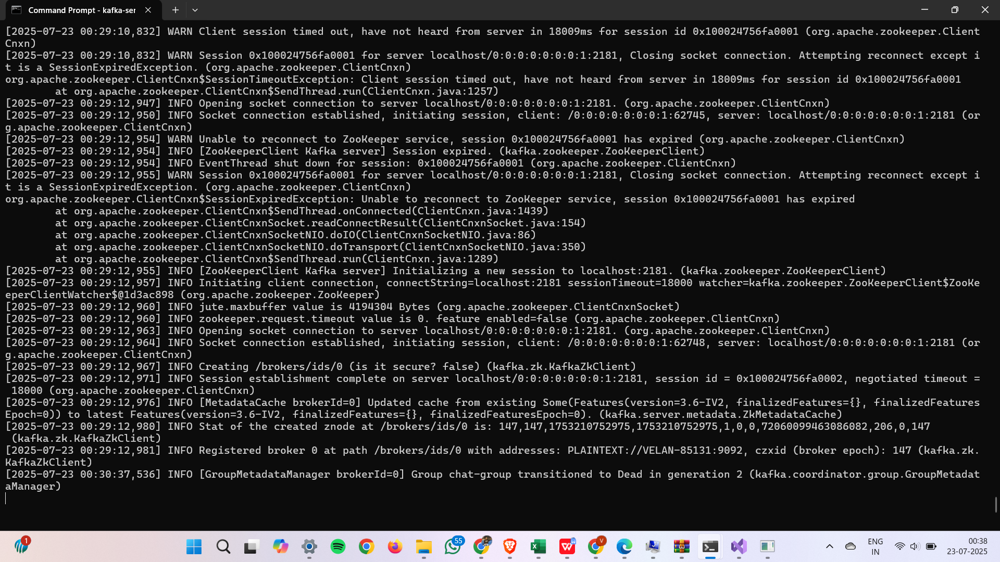 Command Prompt - kafka-ser
[2025-07-23 00:29:10,832] WARN Client session timed out, have not heard from server in 18009ms for session id 0x100024756fa0001 (org.apache.zookeeper.Client
Cnxn)
[2025-07-23 00:29:10,832] WARN Session 0x100024756fa0001 for server localhost/0:0:0:0:0:0:0:1:2181, Closing socket connection. Attempting reconnect except i
t is a SessionExpiredException. (org.apache.zookeeper.ClientCnxn)
org.apache.zookeeper.ClientCnxn$SessionTimeoutException: Client session timed out, have not heard from server in 18009ms for session id 0x100024756fa0001
        at org.apache.zookeeper.ClientCnxn$SendThread.run(ClientCnxn.java:1257)
[2025-07-23 00:29:12,947] INFO Opening socket connection to server localhost/0:0:0:0:0:0:0:1:2181. (org.apache.zookeeper.ClientCnxn)
[2025-07-23 00:29:12,950] INFO Socket connection established, initiating session, client: /0:0:0:0:0:0:0:1:62745, server: localhost/0:0:0:0:0:0:0:1:2181 (or
g.apache.zookeeper.ClientCnxn)
[2025-07-23 00:29:12,954] WARN Unable to reconnect to ZooKeeper service, session 0x100024756fa0001 has expired (org.apache.zookeeper.ClientCnxn)
[2025-07-23 00:29:12,954] INFO [ZooKeeperClient Kafka server] Session expired. (kafka.zookeeper.ZooKeeperClient)
[2025-07-23 00:29:12,954] INFO EventThread shut down for session: 0x100024756fa0001 (org.apache.zookeeper.ClientCnxn)
[2025-07-23 00:29:12,955] WARN Session 0x100024756fa0001 for server localhost/0:0:0:0:0:0:0:1:2181, Closing socket connection. Attempting reconnect except i
t is a SessionExpiredException. (org.apache.zookeeper.ClientCnxn)
org.apache.zookeeper.ClientCnxn$SessionExpiredException: Unable to reconnect to ZooKeeper service, session 0x100024756fa0001 has expired
        at org.apache.zookeeper.ClientCnxn$SendThread.onConnected(ClientCnxn.java:1439)
        at org.apache.zookeeper.ClientCnxnSocket.readConnectResult(ClientCnxnSocket.java:154)
        at org.apache.zookeeper.ClientCnxnSocketNIO.doIO(ClientCnxnSocketNIO.java:86)
        at org.apache.zookeeper.ClientCnxnSocketNIO.doTransport(ClientCnxnSocketNIO.java:350)
        at org.apache.zookeeper.ClientCnxn$SendThread.run(ClientCnxn.java:1289)
[2025-07-23 00:29:12,955] INFO [ZooKeeperClient Kafka server] Initializing a new session to localhost:2181. (kafka.zookeeper.ZooKeeperClient)
[2025-07-23 00:29:12,957] INFO Initiating client connection, connectString=localhost:2181 sessionTimeout=18000 watcher=kafka.zookeeper.ZooKeeperClient$ZooKe
eperClientWatcher$@1d3ac898 (org.apache.zookeeper.ZooKeeper)
[2025-07-23 00:29:12,960] INFO jute.maxbuffer value is 4194304 Bytes (org.apache.zookeeper.ClientCnxnSocket)
[2025-07-23 00:29:12,960] INFO zookeeper.request.timeout value is 0. feature enabled=false (org.apache.zookeeper.ClientCnxn)
[2025-07-23 00:29:12,963] INFO Opening socket connection to server localhost/0:0:0:0:0:0:0:1:2181. (org.apache.zookeeper.ClientCnxn)
[2025-07-23 00:29:12,964] INFO Socket connection established, initiating session, client: /0:0:0:0:0:0:0:1:62748, server: localhost/0:0:0:0:0:0:0:1:2181 (or
g.apache.zookeeper.ClientCnxn)
[2025-07-23 00:29:12,967] INFO Creating /brokers/ids/0 (is it secure? false) (kafka.zk.KafkaZkClient)
[2025-07-23 00:29:12,971] INFO Session establishment complete on server localhost/0:0:0:0:0:0:0:1:2181, session id = 0x100024756fa0002, negotiated timeout =
 18000 (org.apache.zookeeper.ClientCnxn)
[2025-07-23 00:29:12,976] INFO [MetadataCache brokerId=0] Updated cache from existing Some(Features(version=3.6-IV2, finalizedFeatures={}, finalizedFeatures
Epoch=0)) to latest Features(version=3.6-IV2, finalizedFeatures={}, finalizedFeaturesEpoch=0). (kafka.server.metadata.ZkMetadataCache)
[2025-07-23 00:29:12,980] INFO Stat of the created znode at /brokers/ids/0 is: 147,147,1753210752975,1753210752975,1,0,0,72060099463086082,206,0,147
 (kafka.zk.KafkaZkClient)
[2025-07-23 00:29:12,981] INFO Registered broker 0 at path /brokers/ids/0 with addresses: PLAINTEXT://VELAN-85131:9092, czxid (broker epoch): 147 (kafka.zk.
KafkaZkClient)
[2025-07-23 00:30:37,536] INFO [GroupMetadataManager brokerId=0] Group chat-group transitioned to Dead in generation 2 (kafka.coordinator.group.GroupMetadat
aManager)
1
55
V
W
ENG
IN
00:38
23-07-2025